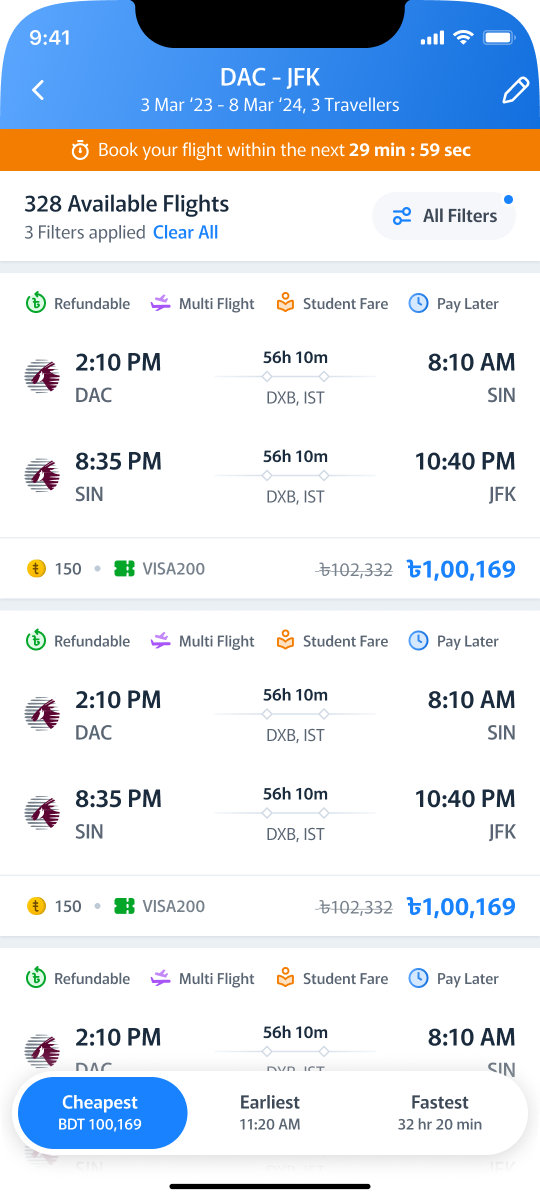 9:41
DAC - JFK
3 Mar ‘23 - 8 Mar ‘24, 3 Travellers
Book your flight within the next 29 min : 59 sec
328 Available Flights
3 Filters applied Clear All
All Filters
Refundable Multi Flight Student Fare Pay Later
2:10 PM 56h 10m 8:10 AM
DAC DXB, IST SIN
8:35 PM 56h 10m 10:40 PM
SIN DXB, IST JFK
150 • VISA200 ৳102,332 ৳1,00,169
Refundable Multi Flight Student Fare Pay Later
2:10 PM 56h 10m 8:10 AM
DAC DXB, IST SIN
8:35 PM 56h 10m 10:40 PM
SIN DXB, IST JFK
150 • VISA200 ৳102,332 ৳1,00,169
Refundable Multi Flight Student Fare Pay Later
2:10 PM 56h 10m 8:10 AM
DAC DXB, IST SIN
Cheapest Earliest Fastest
BDT 100,169 11:20 AM 32 hr 20 min